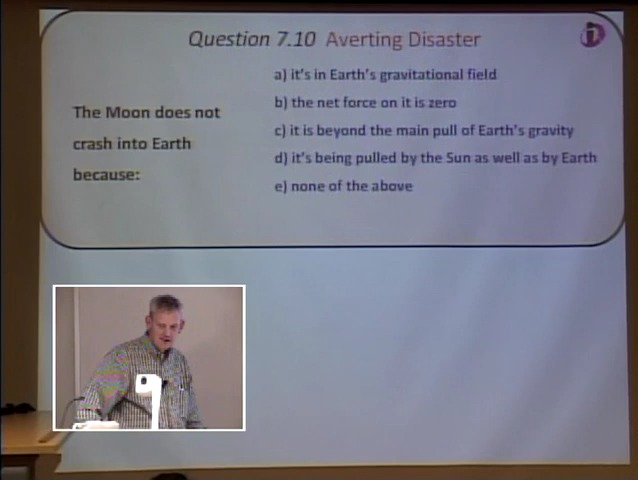 Question 7.10 Averting Disaster
The Moon does not
crash into Earth
because:
a) it's in Earth's gravitational field
b) the net force on it is zero
c) it is beyond the main pull of Earth's gravity
d) it's being pulled by the Sun as well as by Earth
e) none of the above